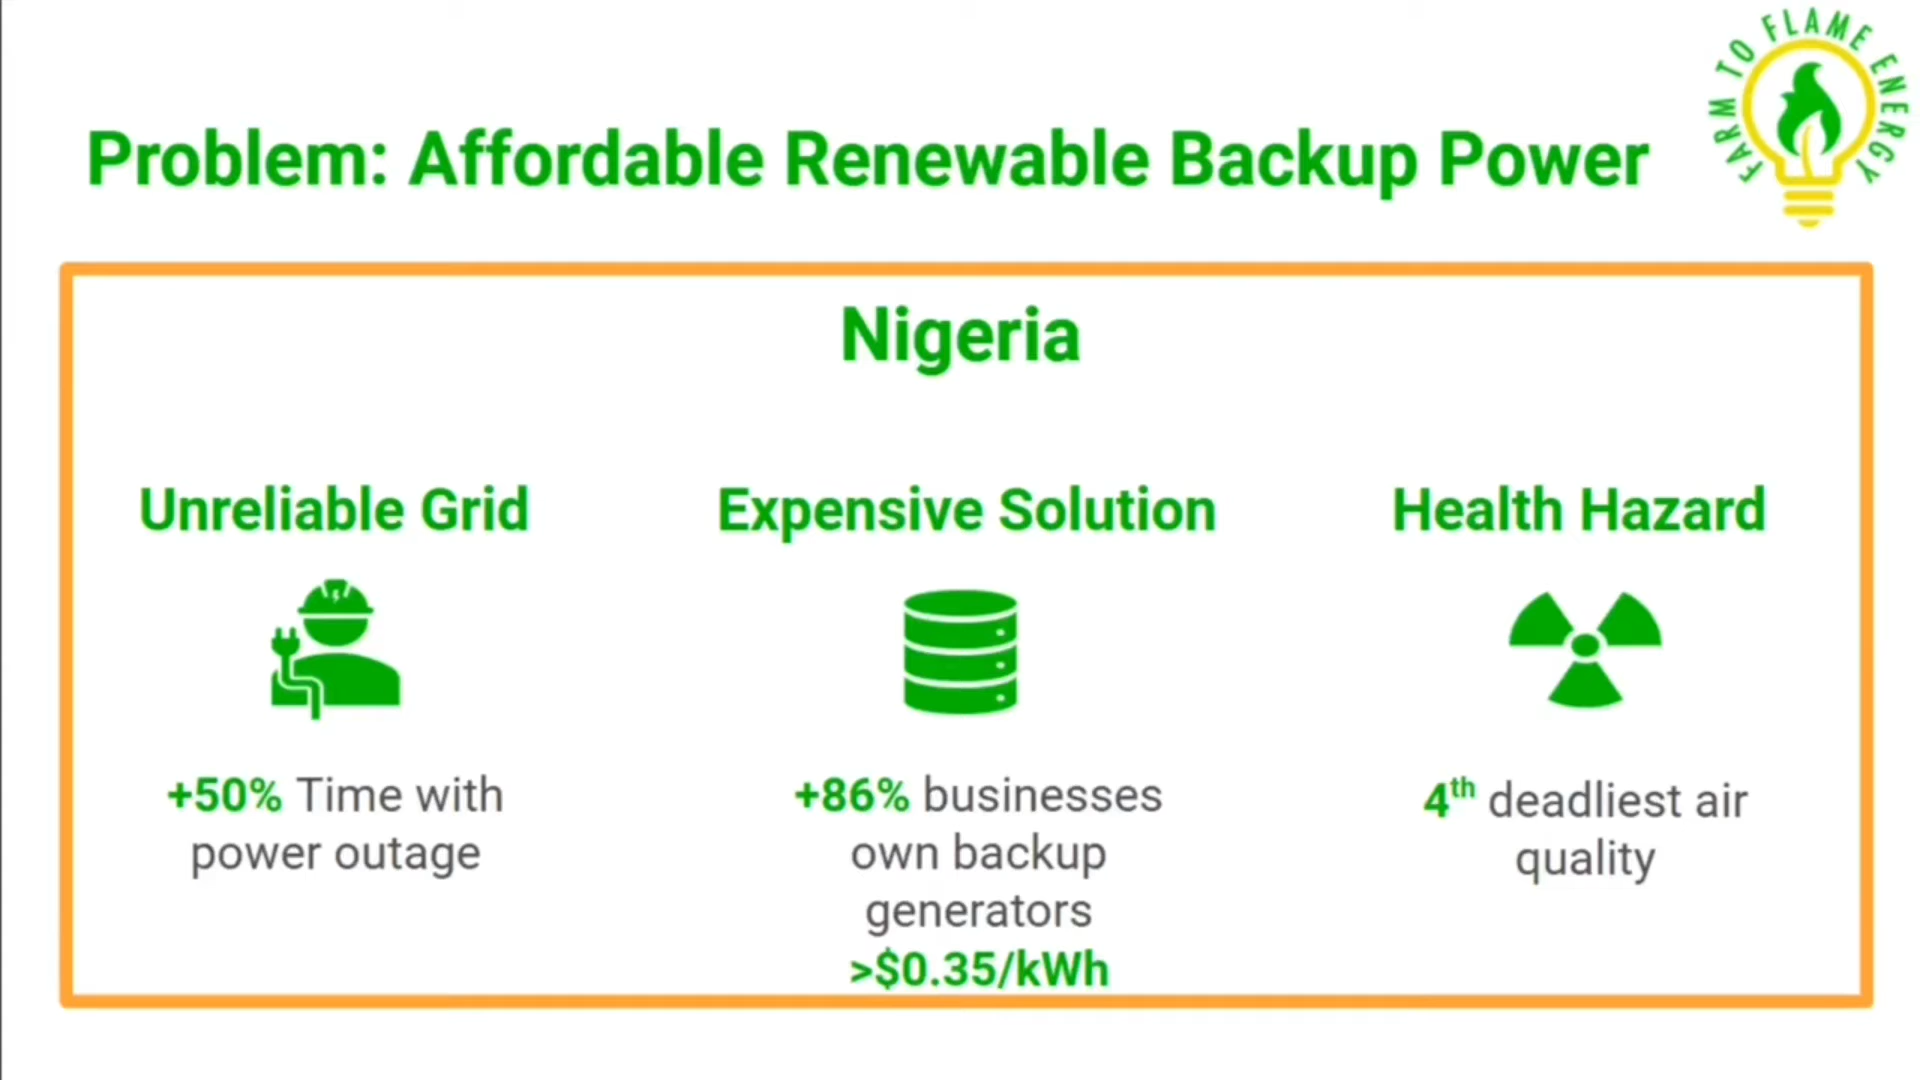 FARM TO FLAME ENERGY
Problem: Affordable Renewable Backup Power
Nigeria
Unreliable Grid
+50% Time with
power outage
Expensive Solution
+86% businesses
own backup
generators
>$0.35/kWh
Health Hazard
4th deadliest air
quality